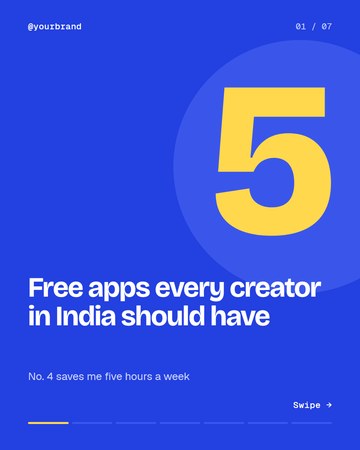 @yourbrand
01 / 07
5
Free apps every creator
in India should have
No. 4 saves me five hours a week
Swipe →